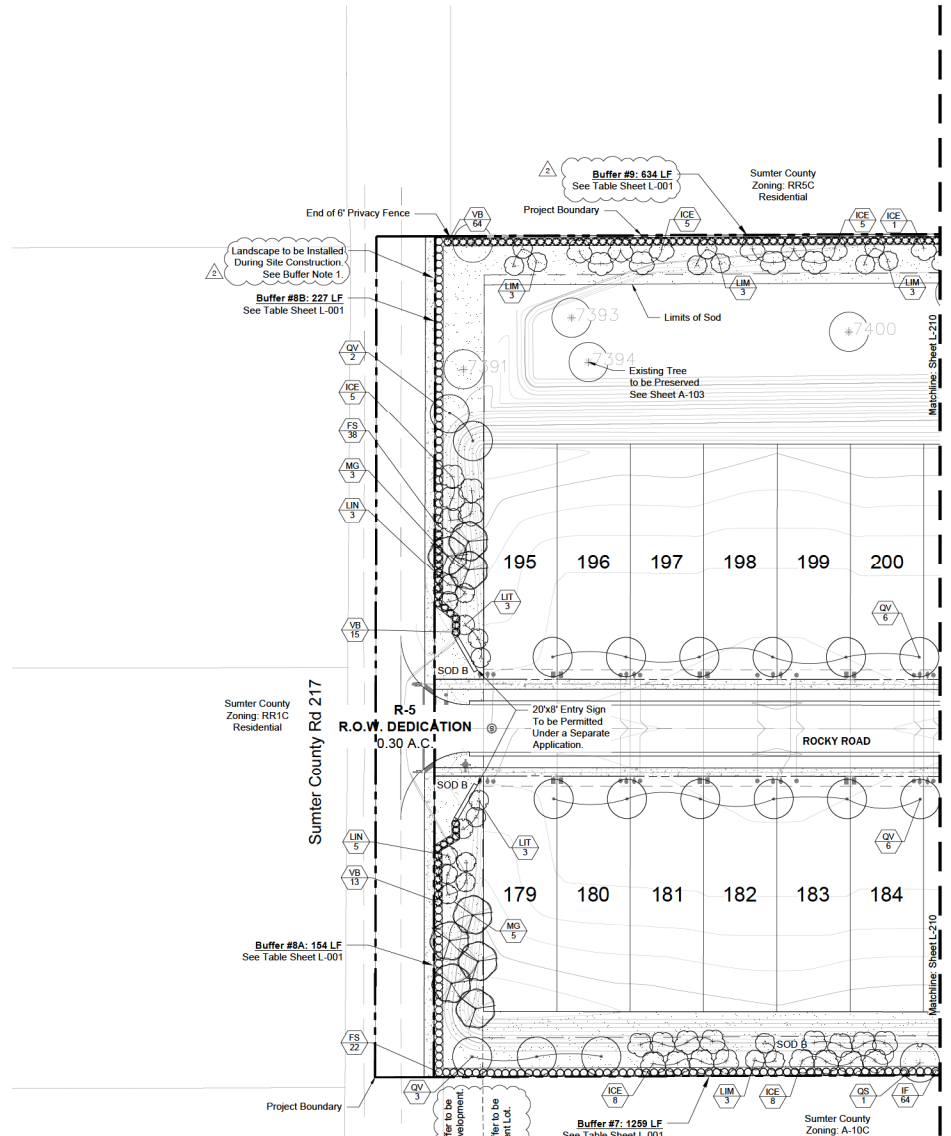 2
Buffer #9: 634 LF
See Table Sheet L-001
Sumter County
Zoning: RR5C
Residential
End of 6' Privacy Fence
VB
64
Project Boundary
ICE
5
ICE
5
ICE
1
Landscape to be Installed
During Site Construction.
See Buffer Note 1.
2
LIM
3
LIM
3
LIM
3
Buffer #8B: 227 LF
See Table Sheet L-001
7393
Limits of Sod
7400
QV
2
7391
7394
Existing Tree
to be Preserved
See Sheet A-103
Matchline: Sheet L-210
ICE
5
FS
38
MG
3
LIN
3
195
196
197
198
199
200
LIT
3
QV
6
VB
15
SOD B
Sumter County
Zoning: RR1C
Residential
R-5
R.O.W. DEDICATION
0.30 A.C.
S
20'x8' Entry Sign
To be Permitted
Under a Separate
Application.
ROCKY ROAD
Sumter County Rd 217
SOD B
LIN
5
LIT
3
QV
6
VB
13
179
180
181
182
183
184
MG
5
Buffer #8A: 154 LF
See Table Sheet L-001
Matchline: Sheet L-210
FS
22
SOD B
QV
3
ICE
8
LIM
3
ICE
8
QS
1
IF
64
Project Boundary
Buffer #7: 1259 LF
See Table Sheet L-001
Sumter County
Zoning: A-10C
to be
to be
Lot.